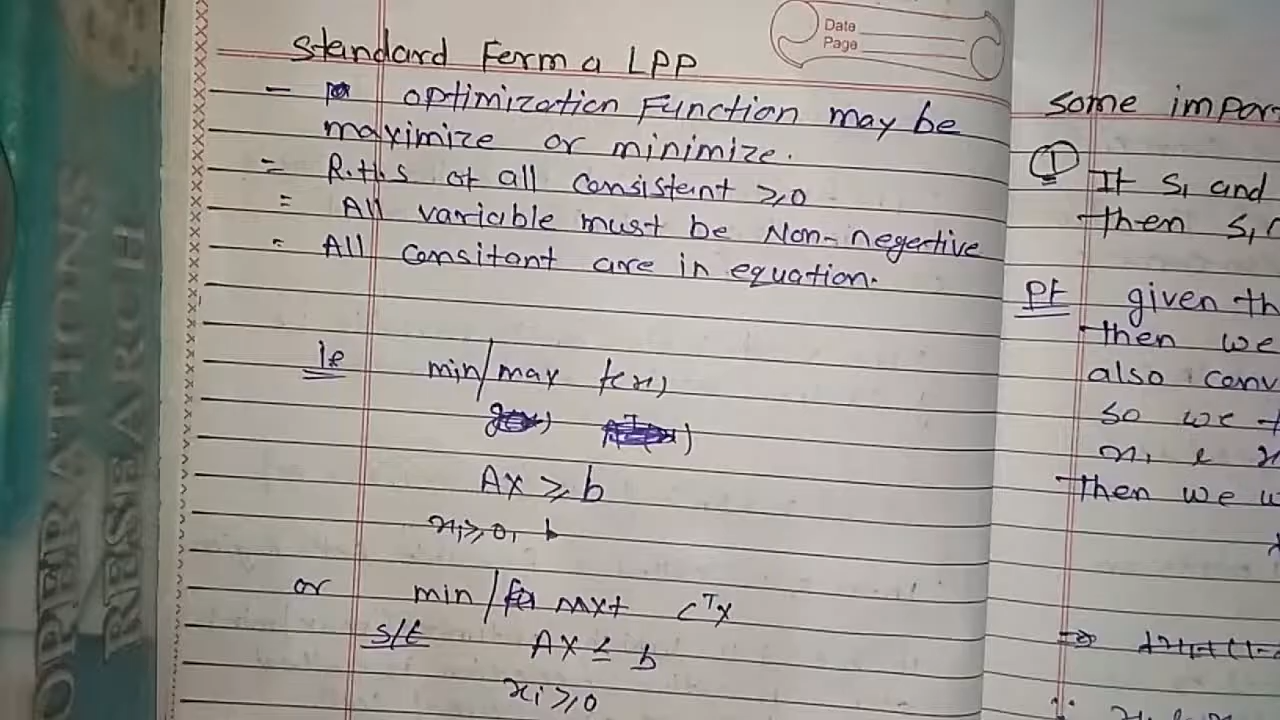 OPERATIONS
RESEARCH
Date
Page
Standard Form a LPP
- optimization Function may be
maximize or minimize.
= R.H.S of all consistent ≥0
= All variable must be Non-negective
= All consitant are in equation.
ie min/max f(x)
AX ≥ b
xi≥0, b
or min/ max CTX
S/t AX ≤ b
xi ≥0
some impor
① If S1 and
then S1
Pf given th
then we
also conv
so we
x1 &
then we w